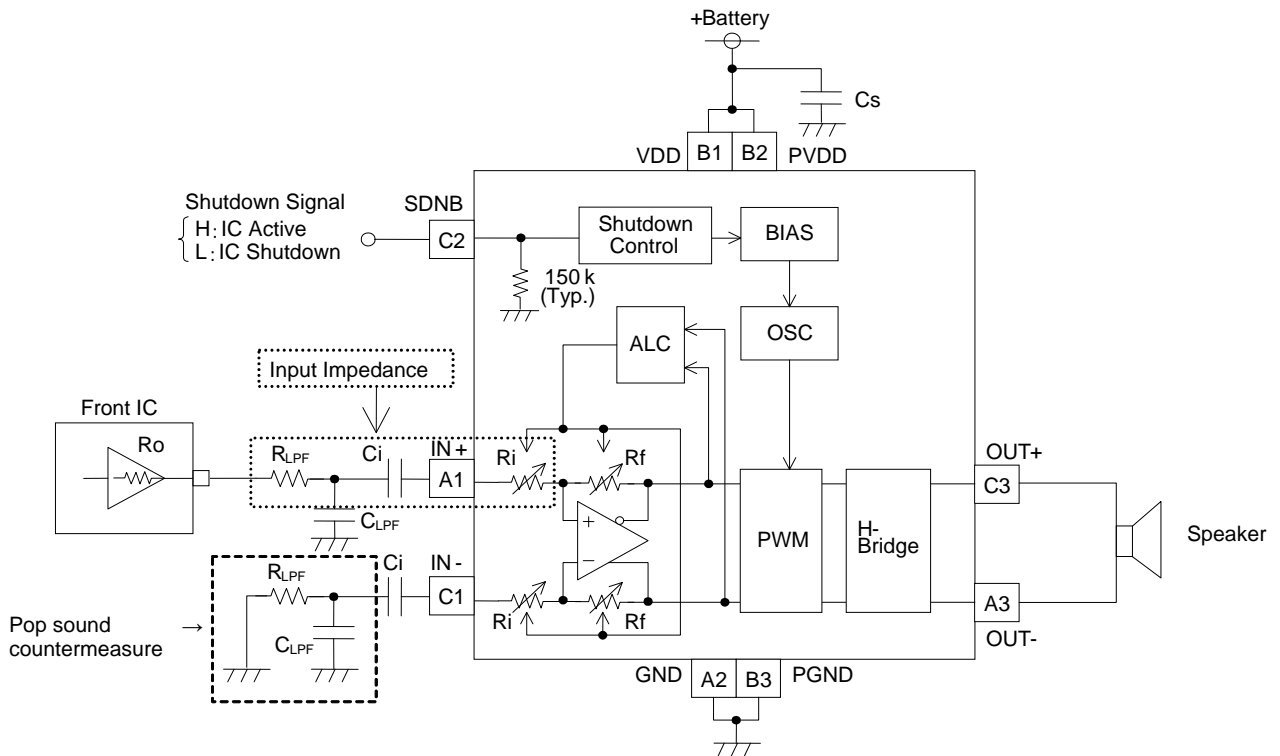 +Battery
Cs
VDD B1 B2 PVDD
Shutdown Signal
H: IC Active
L: IC Shutdown
SDNB
C2
Shutdown
Control
BIAS
150 k
(Typ.)
ALC
OSC
Input Impedance
Front IC
Ro
RLPF
Ci
IN +
A1
Ri
Rf
CLPF
+
−
PWM
H-
Bridge
OUT+
C3
Speaker
RLPF
Ci
IN -
C1
Ri
Rf
A3
OUT-
Pop sound →
countermeasure
CLPF
GND A2 B3 PGND